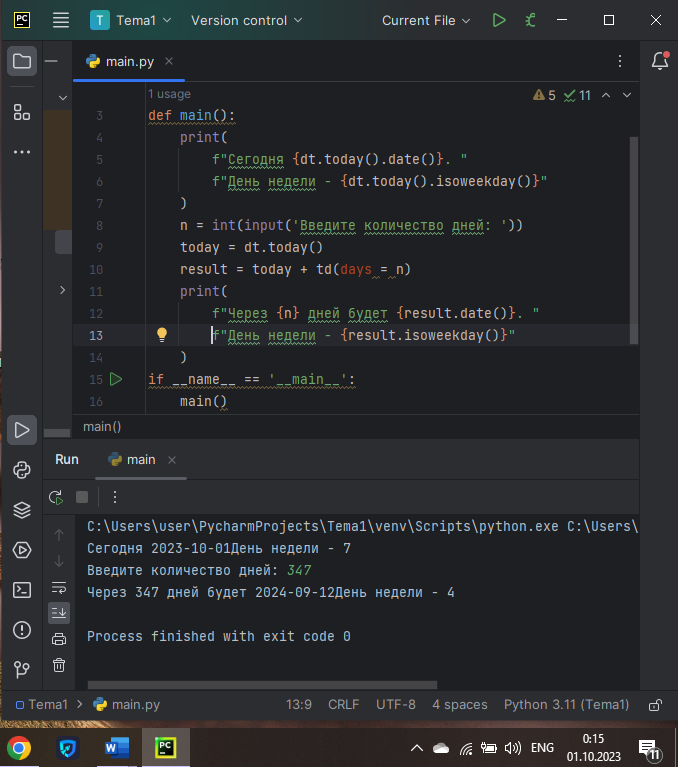 PC
T Tema1 Version control Current File
main.py
1 usage
5 11
3 def main():
4 print(
5 f"Сегодня {dt.today().date()}. "
6 f"День недели - {dt.today().isoweekday()}"
7 )
8 n = int(input('Введите количество дней: '))
9 today = dt.today()
10 result = today + td(days = n)
11 print(
12 f"Через {n} дней будет {result.date()}. "
13 f"День недели - {result.isoweekday()}"
14 )
15 if __name__ == '__main__':
16 main()
main()
Run main
C:\Users\user\PycharmProjects\Tema1\venv\Scripts\python.exe C:\Users\
Сегодня 2023-10-01День недели - 7
Введите количество дней: 347
Через 347 дней будет 2024-09-12День недели - 4
Process finished with exit code 0
Tema1 > main.py 13:9 CRLF UTF-8 4 spaces Python 3.11 (Tema1)
W PC ENG 0:15
01.10.2023
11